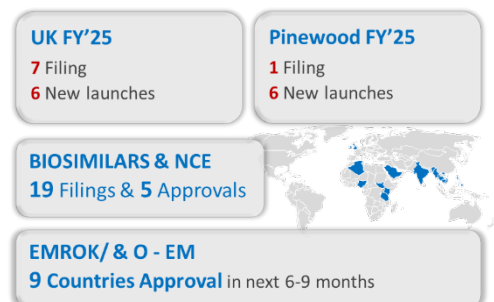 UK FY’25
7 Filing
6 New launches
Pinewood FY’25
1 Filing
6 New launches
BIOSIMILARS & NCE
19 Filings & 5 Approvals
EMROK/ & O - EM
9 Countries Approval in next 6-9 months